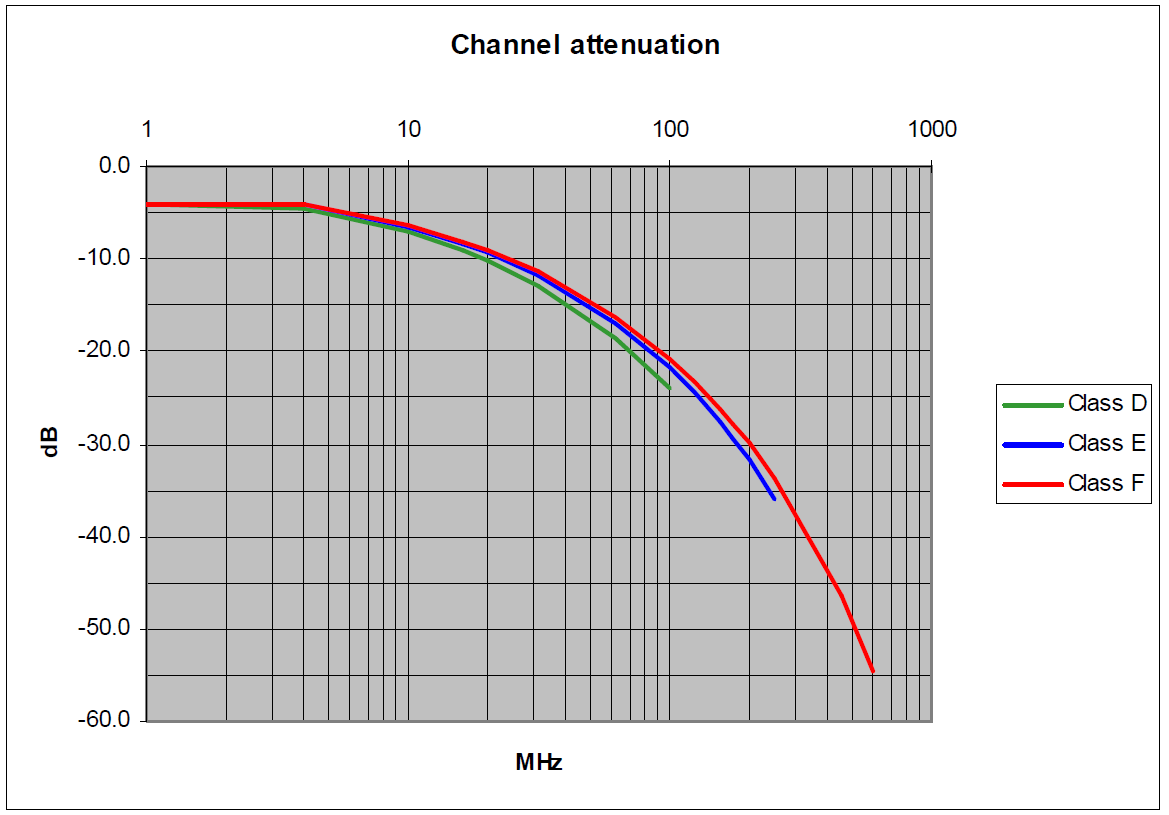 Channel attenuation
1 10 100 1000
0.0
-10.0
-20.0
-30.0
-40.0
-50.0
-60.0
dB
MHz
Class D
Class E
Class F